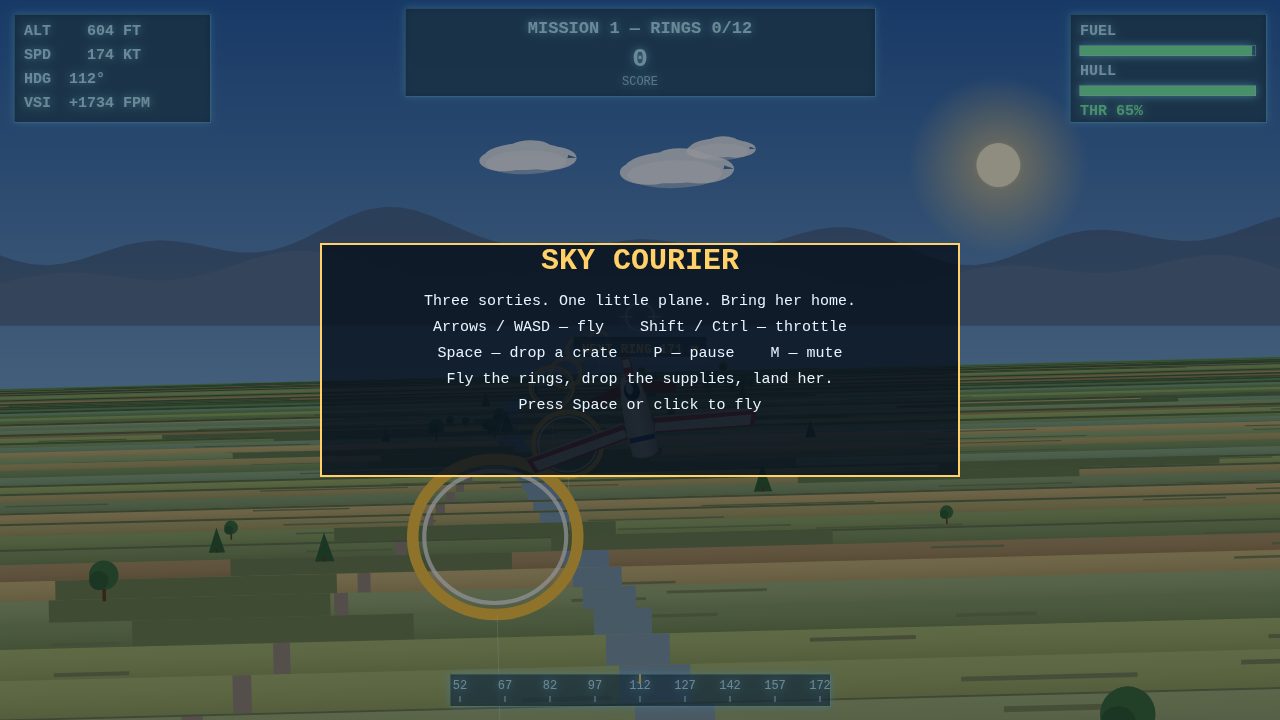 ALT 604 FT
SPD 174 KT
HDG 112°
VSI +1734 FPM
MISSION 1 — RINGS 0/12
0
SCORE
FUEL
HULL
THR 65%
SKY COURIER
Three sorties. One little plane. Bring her home.
Arrows / WASD — fly Shift / Ctrl — throttle
Space — drop a crate P — pause M — mute
Fly the rings, drop the supplies, land her.
Press Space or click to fly
52 67 82 97 112 127 142 157 172